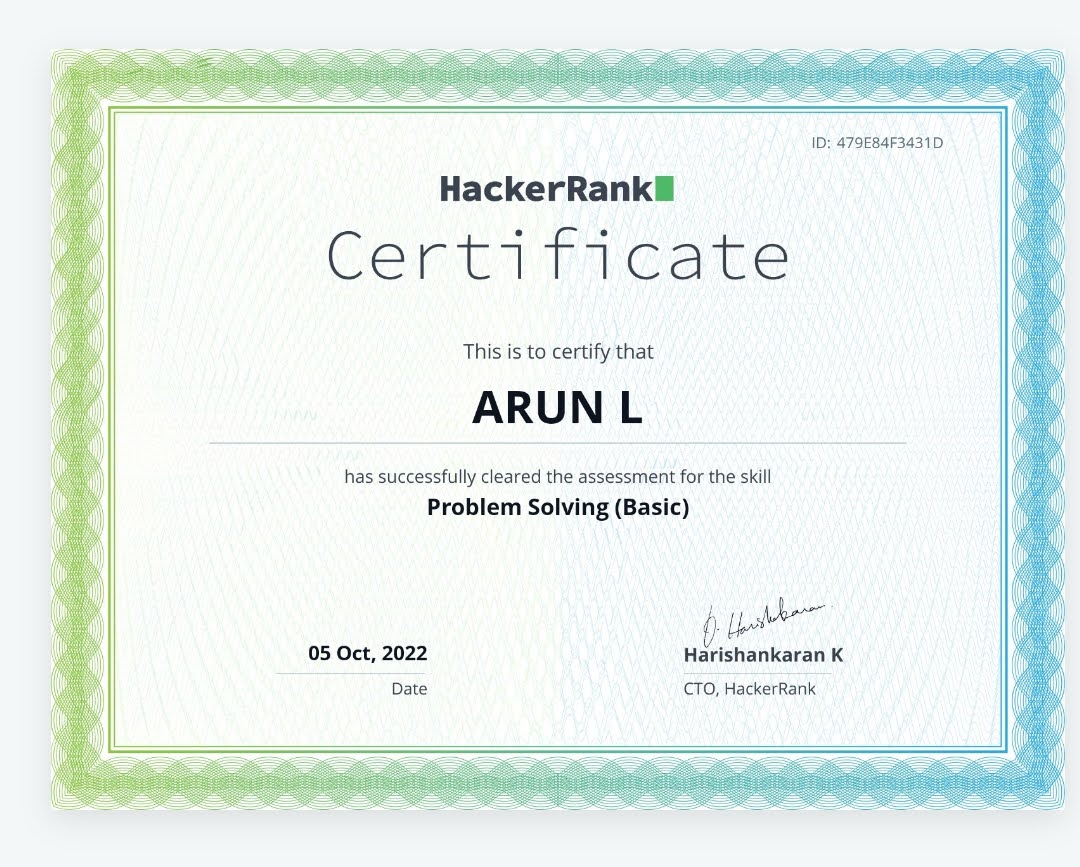 ID: 479E84F3431D
HackerRank
Certificate
This is to certify that
ARUN L
has successfully cleared the assessment for the skill
Problem Solving (Basic)
05 Oct, 2022
Date
Harishankaran K
CTO, HackerRank